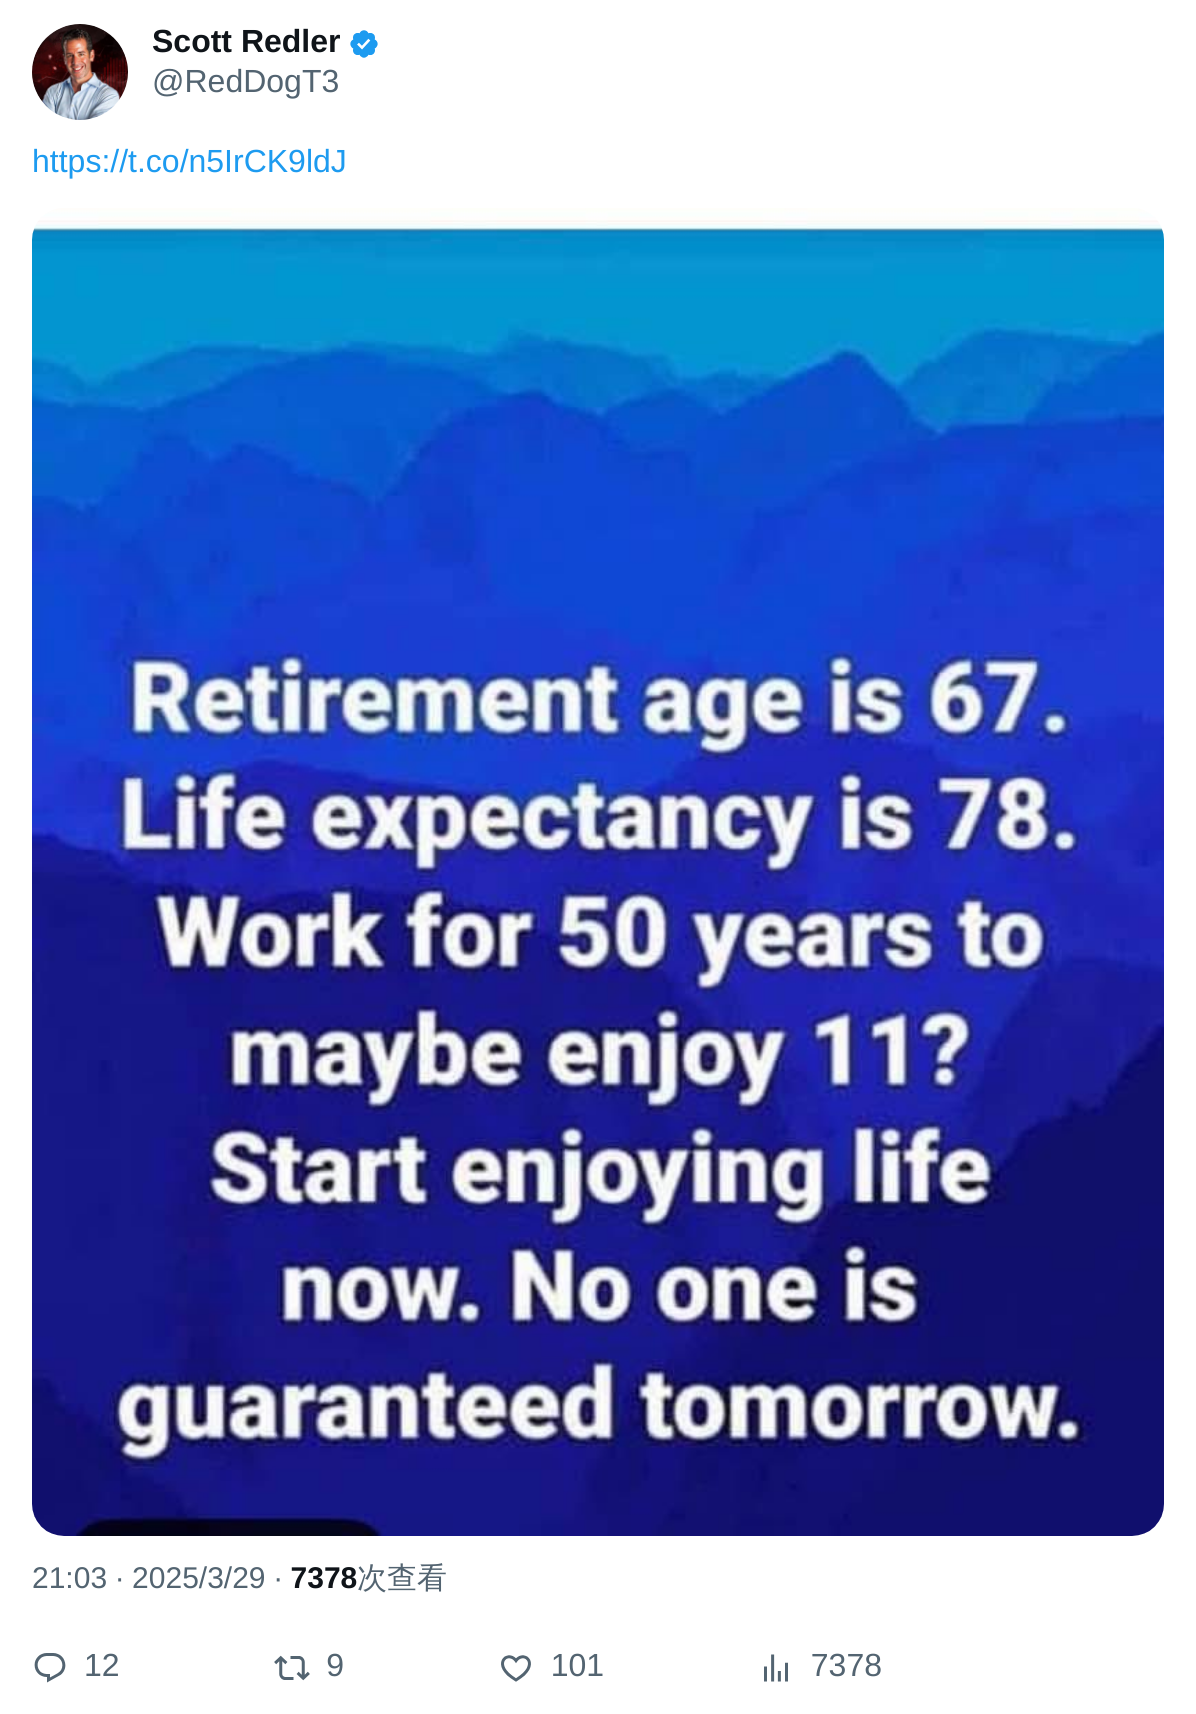 Scott Redler
@RedDogT3
https://t.co/n5IrCK9ldJ
Retirement age is 67.
Life expectancy is 78.
Work for 50 years to
maybe enjoy 11?
Start enjoying life
now. No one is
guaranteed tomorrow.
21:03 · 2025/3/29 · 7378次查看
12 9 101 7378